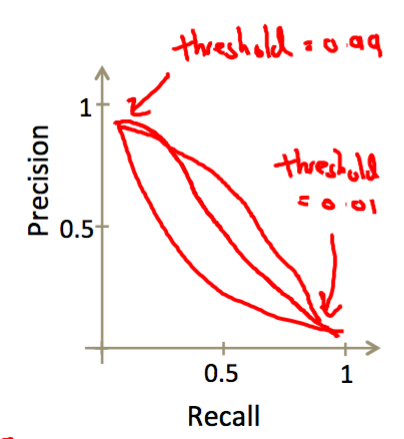 threshold = 0.99
1
threshold
= 0.01
Precision
0.5
0.5
1
Recall